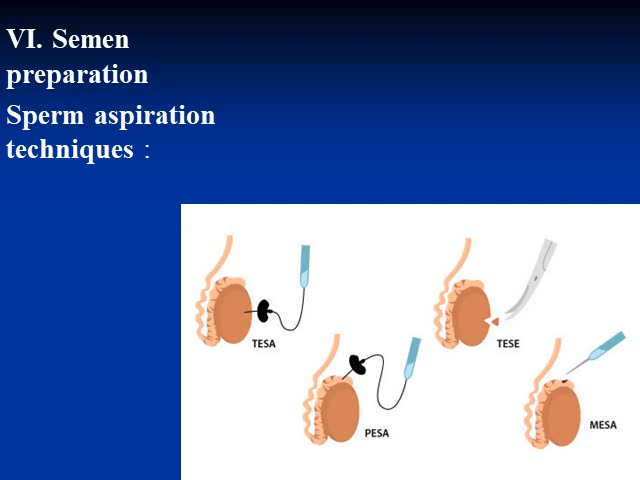 VI. Semen
preparation
Sperm aspiration
techniques :
TESA
TESE
PESA
MESA